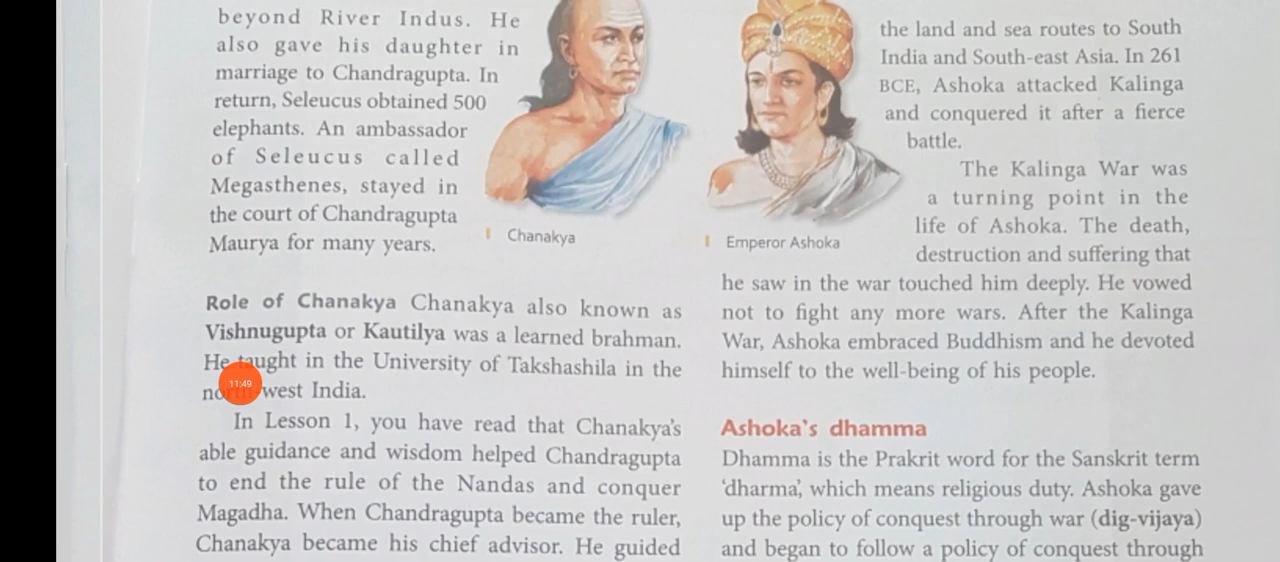 beyond River Indus. He
also gave his daughter in
marriage to Chandragupta. In
return, Seleucus obtained 500
elephants. An ambassador
of Seleucus called
Megasthenes, stayed in
the court of Chandragupta
Maurya for many years.
Chanakya
Role of Chanakya Chanakya also known as
Vishnugupta or Kautilya was a learned brahman.
He taught in the University of Takshashila in the
north-west India.
11:49
In Lesson 1, you have read that Chanakya's
able guidance and wisdom helped Chandragupta
to end the rule of the Nandas and conquer
Magadha. When Chandragupta became the ruler,
Chanakya became his chief advisor. He guided
the land and sea routes to South
India and South-east Asia. In 261
BCE, Ashoka attacked Kalinga
and conquered it after a fierce
battle.
Emperor Ashoka
The Kalinga War was
a turning point in the
life of Ashoka. The death,
destruction and suffering that
he saw in the war touched him deeply. He vowed
not to fight any more wars. After the Kalinga
War, Ashoka embraced Buddhism and he devoted
himself to the well-being of his people.
Ashoka's dhamma
Dhamma is the Prakrit word for the Sanskrit term
'dharma', which means religious duty. Ashoka gave
up the policy of conquest through war (dig-vijaya)
and began to follow a policy of conquest through